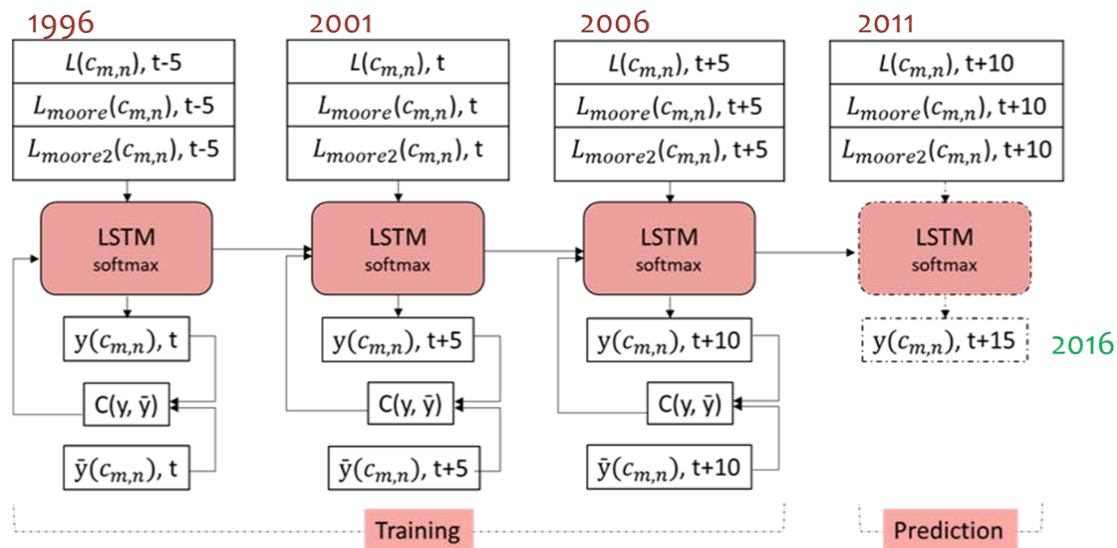 1996
2001
2006
2011
L(c_{m,n}), t-5
L(c_{m,n}), t
L(c_{m,n}), t+5
L(c_{m,n}), t+10
L_{moore}(c_{m,n}), t-5
L_{moore}(c_{m,n}), t
L_{moore}(c_{m,n}), t+5
L_{moore}(c_{m,n}), t+10
L_{moore2}(c_{m,n}), t-5
L_{moore2}(c_{m,n}), t
L_{moore2}(c_{m,n}), t+5
L_{moore2}(c_{m,n}), t+10
LSTM
softmax
LSTM
softmax
LSTM
softmax
LSTM
softmax
y(c_{m,n}), t
y(c_{m,n}), t+5
y(c_{m,n}), t+10
y(c_{m,n}), t+15
2016
C(y, ȳ)
C(y, ȳ)
C(y, ȳ)
ȳ(c_{m,n}), t
ȳ(c_{m,n}), t+5
ȳ(c_{m,n}), t+10
Training
Prediction